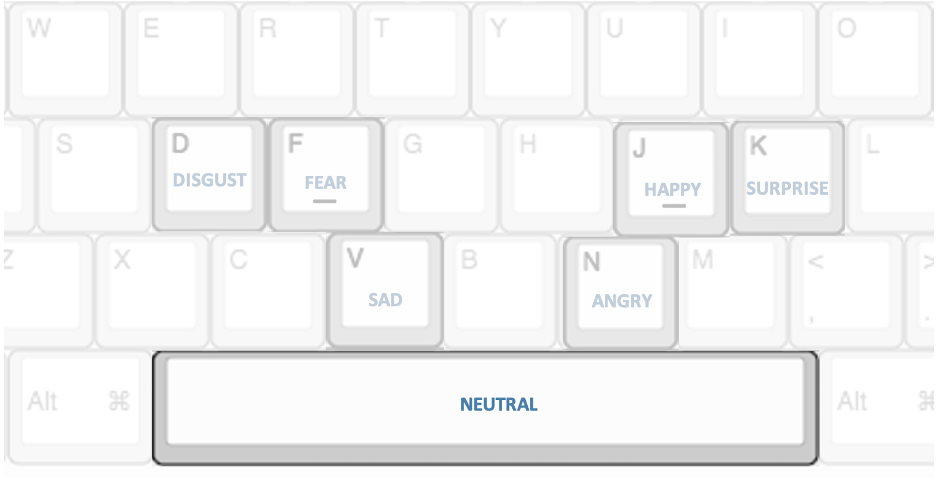 W E R T Y U I O
S D F G H J K L
DISGUST FEAR HAPPY SURPRISE
Z X C V B N M < >
SAD ANGRY
, .
Alt ⌘ NEUTRAL Alt ⌘